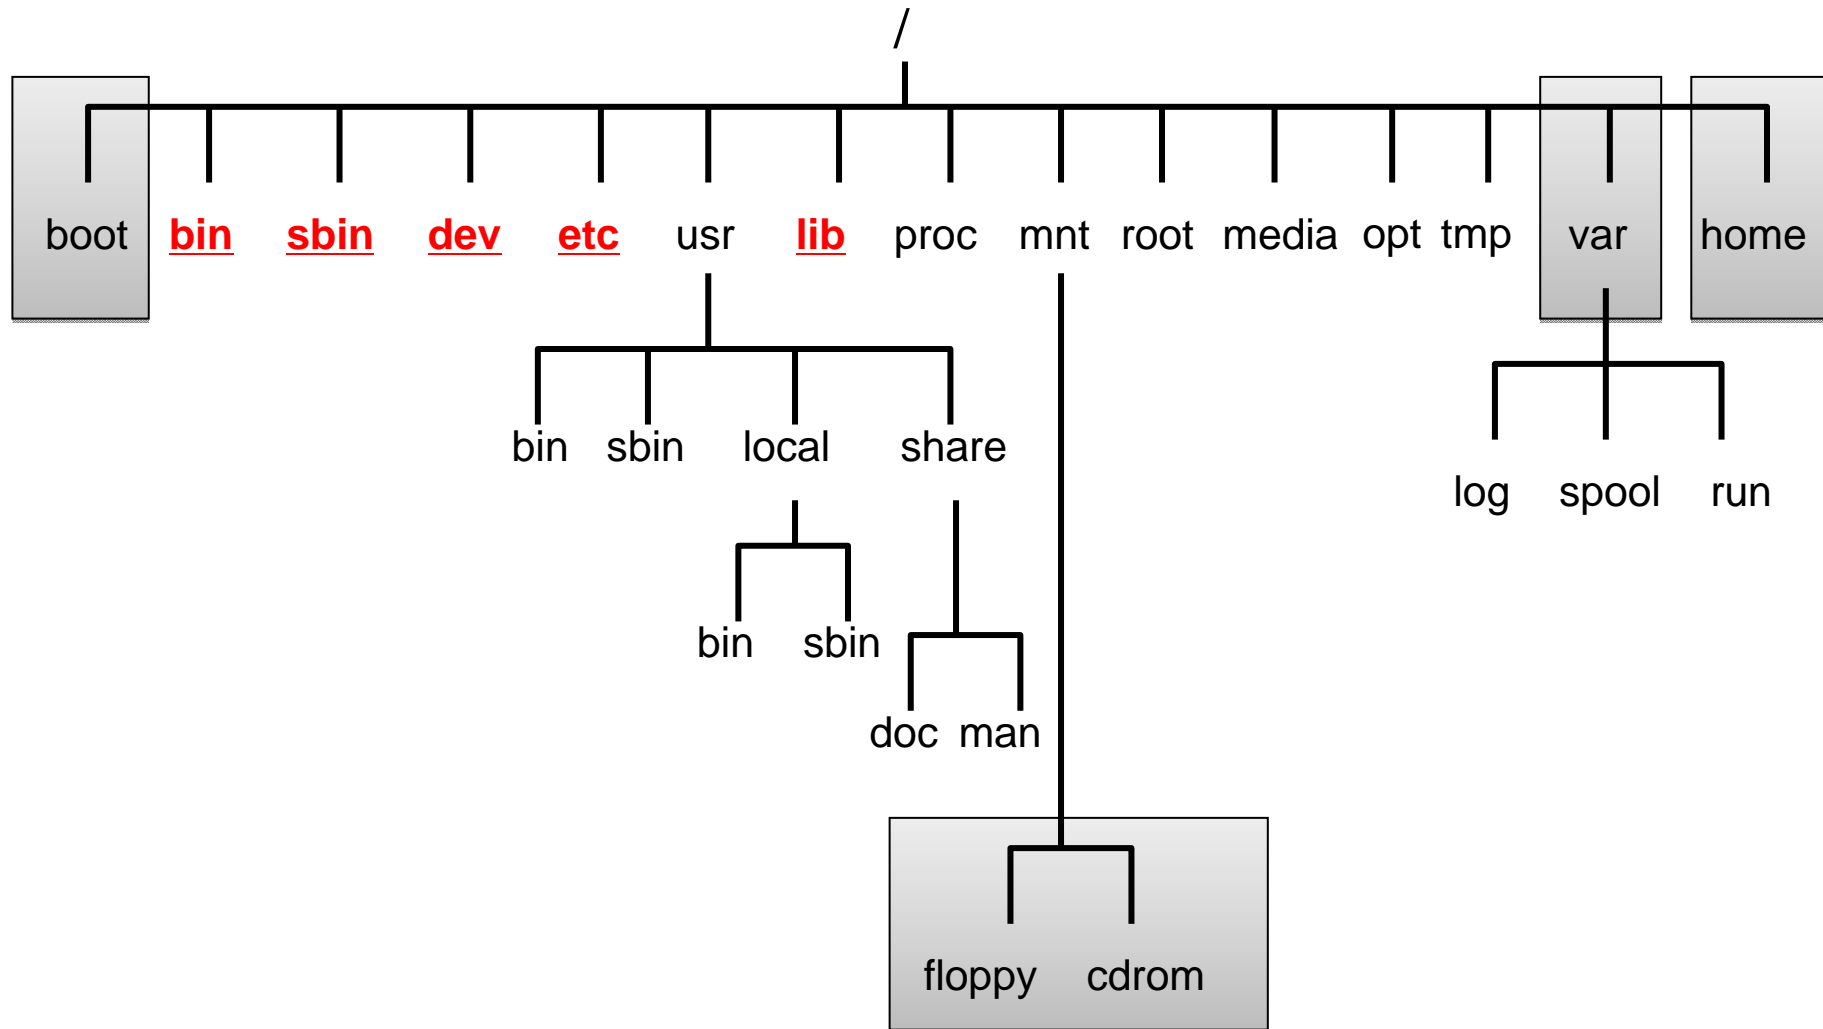 /
boot bin sbin dev etc usr lib proc mnt root media opt tmp var home
bin sbin local share
log spool run
bin sbin
doc man
floppy cdrom